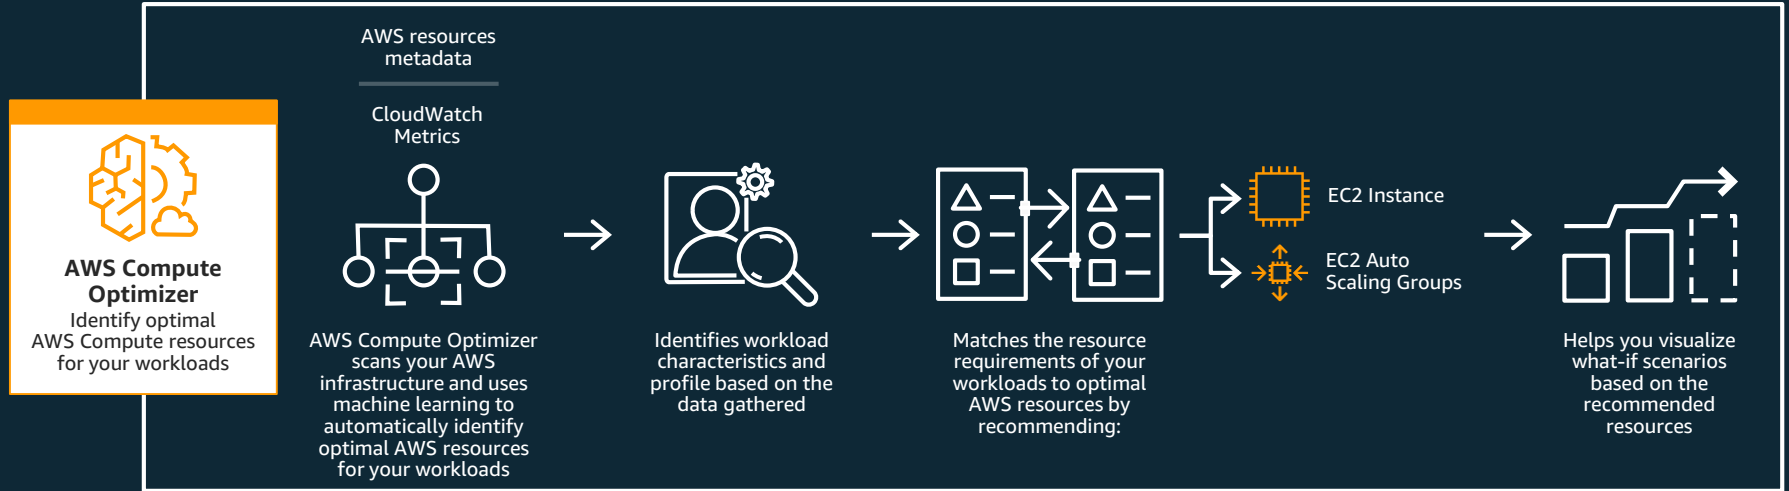 AWS Compute
Optimizer
Identify optimal
AWS Compute resources
for your workloads
AWS resources
metadata
CloudWatch
Metrics
AWS Compute Optimizer
scans your AWS
infrastructure and uses
machine learning to
automatically identify
optimal AWS resources
for your workloads
Identifies workload
characteristics and
profile based on the
data gathered
Matches the resource
requirements of your
workloads to optimal
AWS resources by
recommending:
EC2 Instance
EC2 Auto
Scaling Groups
Helps you visualize
what-if scenarios
based on the
recommended
resources